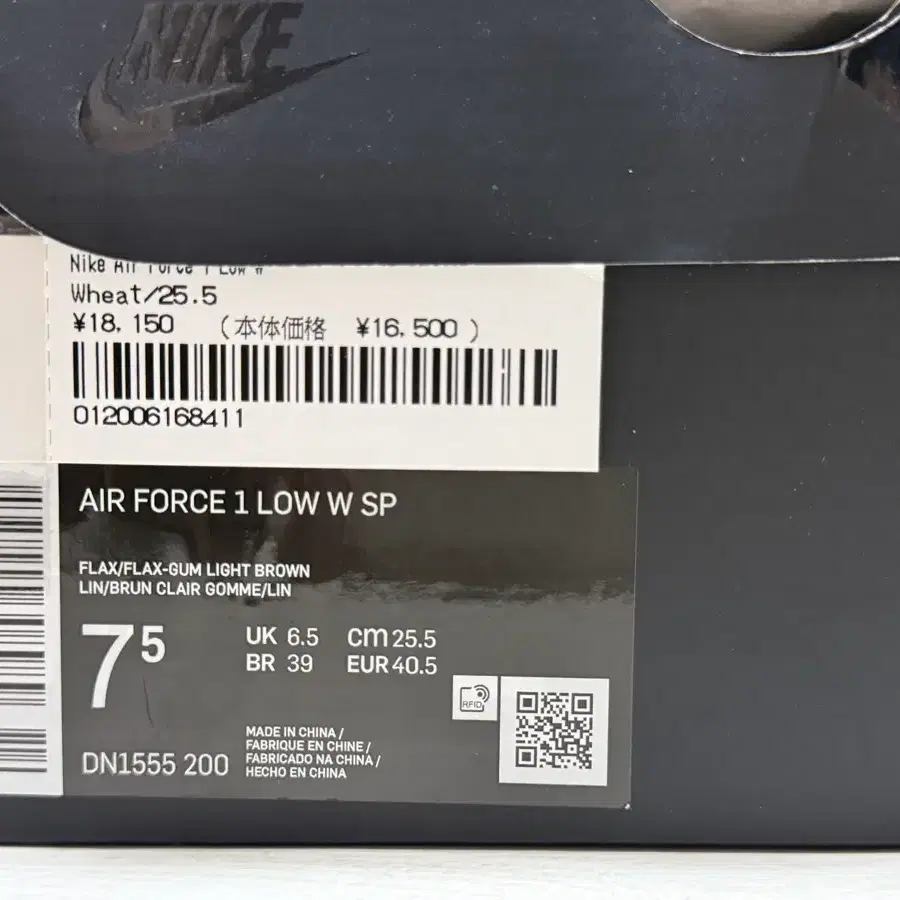 NIKE
Nike Air Force 1 Low W
Wheat/25.5
¥18,150 (本体価格 ¥16,500 )
012006168411
AIR FORCE 1 LOW W SP
FLAX/FLAX-GUM LIGHT BROWN
LIN/BRUN CLAIR GOMME/LIN
7⁵
UK 6.5 cm 25.5
BR 39 EUR 40.5
RFID
DN1555 200
MADE IN CHINA /
FABRIQUE EN CHINE /
FABRICADO NA CHINA /
HECHO EN CHINA